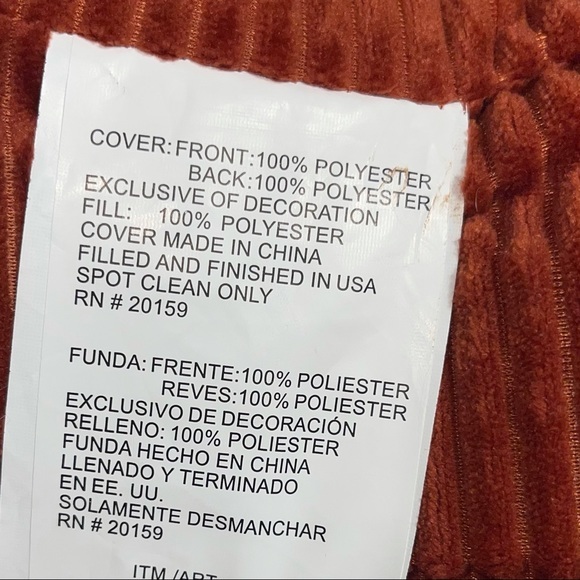 COVER: FRONT:100% POLYESTER
BACK:100% POLYESTER
EXCLUSIVE OF DECORATION
FILL: 100% POLYESTER
COVER MADE IN CHINA
FILLED AND FINISHED IN USA
SPOT CLEAN ONLY
RN # 20159
FUNDA: FRENTE:100% POLIESTER
REVES:100% POLIESTER
EXCLUSIVO DE DECORACIÓN
RELLENO: 100% POLIESTER
FUNDA HECHO EN CHINA
LLENADO Y TERMINADO
EN EE. UU.
SOLAMENTE DESMANCHAR
RN # 20159
ITM /ART